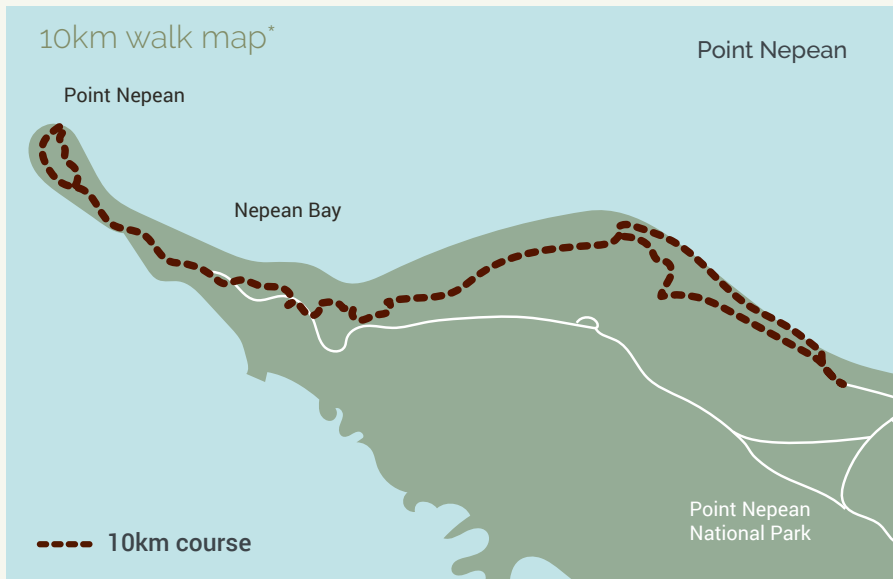 10km walk map*
Point Nepean
Point Nepean
Nepean Bay
Point Nepean
National Park
10km course